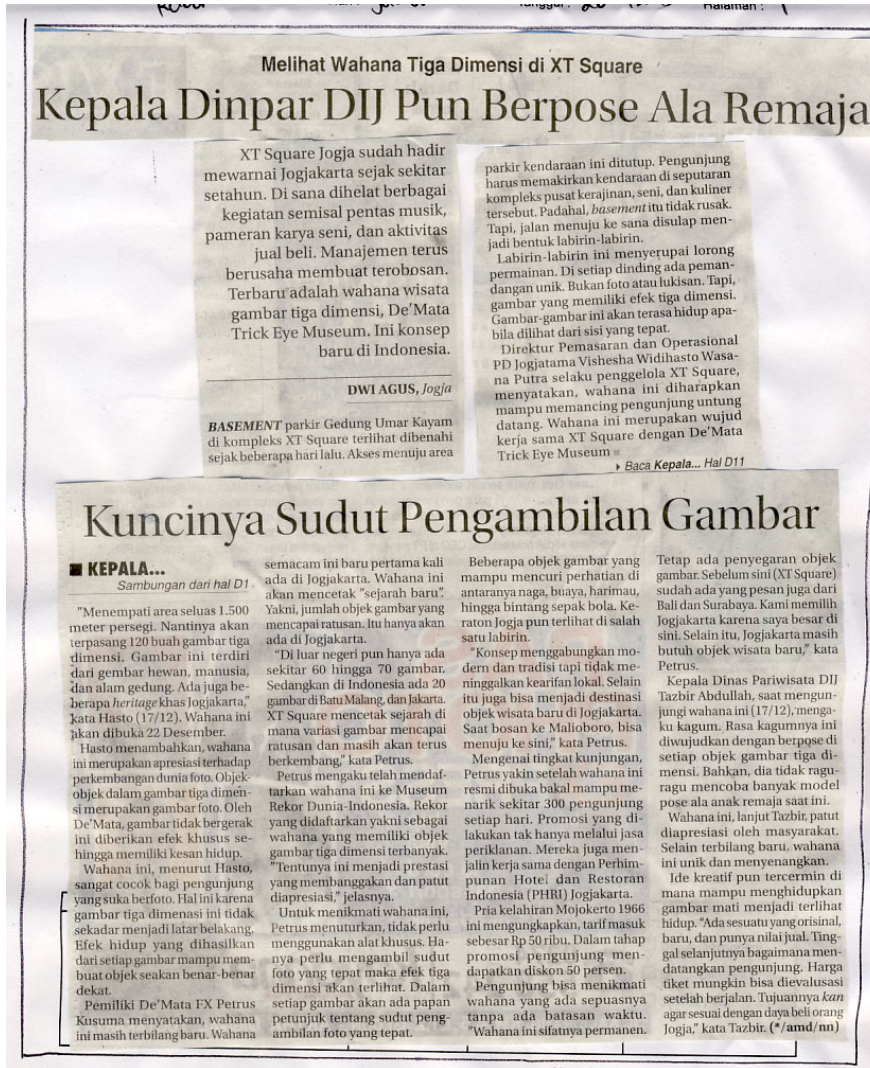 Melihat Wahana Tiga Dimensi di XT Square
Kepala Dinpar DIJ Pun Berpose Ala Remaja
XT Square Jogja sudah hadir
mewarnai Jogjakarta sejak sekitar
setahun. Di sana dihelat berbagai
kegiatan semisal pentas musik,
pameran karya seni, dan aktivitas
jual beli. Manajemen terus
berusaha membuat terobosan.
Terbaru adalah wahana wisata
gambar tiga dimensi, De'Mata
Trick Eye Museum. Ini konsep
baru di Indonesia.
DWI AGUS, Jogja
BASEMENT parkir Gedung Umar Kayam
di kompleks XT Square terlihat dibenahi
sejak beberapa hari lalu. Akses menuju area
parkir kendaraan ini ditutup. Pengunjung
harus memakirkan kendaraan di seputaran
kompleks pusat kerajinan, seni, dan kuliner
tersebut. Padahal, basement itu tidak rusak.
Tapi, jalan menuju ke sana disulap men-
jadi bentuk labirin-labirin.
Labirin-labirin ini menyerupai lorong
permainan. Di setiap dinding ada peman-
dangan unik. Bukan foto atau lukisan. Tapi,
gambar yang memiliki efek tiga dimensi.
Gambar-gambar ini akan terasa hidup apa-
bila dilihat dari sisi yang tepat.
Direktur Pemasaran dan Operasional
PD Jogjatama Vishesha Widihasto Wasa-
na Putra selaku penggelola XT Square,
menyatakan, wahana ini diharapkan
mampu memancing pengunjung untung
datang. Wahana ini merupakan wujud
kerja sama XT Square dengan De'Mata
Trick Eye Museum
Baca Kepala... Hal D11
Kuncinya Sudut Pengambilan Gambar
KEPALA...
Sambungan dari hal D1
"Menempati area seluas 1.500
meter persegi. Nantinya akan
terpasang 120 buah gambar tiga
dimensi. Gambar ini terdiri
dari gembar hewan, manusia,
dan alam gedung. Ada juga be-
berapa heritage khas Jogjakarta,"
kata Hasto (17/12). Wahana ini
akan dibuka 22 Desember.
Hasto menambahkan, wahana
ini merupakan apresiasi terhadap
perkembangan dunia foto. Objek-
objek dalam gambar tiga dimen-
si merupakan gambar foto. Oleh
De'Mata, gambar tidak bergerak
ini diberikan efek khusus se-
hingga memiliki kesan hidup.
Wahana ini, menurut Hasto,
sangat cocok bagi pengunjung
yang suka berfoto. Hal ini karena
gambar tiga dimenasi ini tidak
sekadar menjadi latar belakang.
Efek hidup yang dihasilkan
dari setiap gambar mampu mem-
buat objek seakan benar-benar
dekat.
Pemiliki De'Mata FX Petrus
Kusuma menyatakan, wahana
ini masih terbilang baru. Wahana
semacam ini baru pertama kali
ada di Jogjakarta. Wahana ini
akan mencetak "sejarah baru".
Yakni, jumlah objek gambar yang
mencapai ratusan. Itu hanya akan
ada di Jogjakarta.
"Di luar negeri pun hanya ada
sekitar 60 hingga 70 gambar.
Sedangkan di Indonesia ada 20
gambar di Batu Malang, dan Jakarta.
XT Square mencetak sejarah di
mana variasi gambar mencapai
ratusan dan masih akan terus
berkembang," kata Petrus.
Petrus mengaku telah mendaf-
tarkan wahana ini ke Museum
Rekor Dunia-Indonesia. Rekor
yang didaftarkan yakni sebagai
wahana yang memiliki objek
gambar tiga dimensi terbanyak.
"Tentunya ini menjadi prestasi
yang membanggakan dan patut
diapresiasi," jelasnya.
Untuk menikmati wahana ini,
Petrus menuturkan, tidak perlu
menggunakan alat khusus. Ha-
nya perlu mengambil sudut
foto yang tepat maka efek tiga
dimensi akan terlihat. Dalam
setiap gambar akan ada papan
petunjuk tentang sudut peng-
ambilan foto yang tepat.
Beberapa objek gambar yang
mampu mencuri perhatian di
antaranya naga, buaya, harimau,
hingga bintang sepak bola. Ke-
raton Jogja pun terlihat di salah
satu labirin.
"Konsep menggabungkan mo-
dern dan tradisi tapi tidak me-
ninggalkan kearifan lokal. Selain
itu juga bisa menjadi destinasi
objek wisata baru di Jogjakarta.
Saat bosan ke Malioboro, bisa
menuju ke sini," kata Petrus.
Mengenai tingkat kunjungan,
Petrus yakin setelah wahana ini
resmi dibuka bakal mampu me-
narik sekitar 300 pengunjung
setiap hari. Promosi yang di-
lakukan tak hanya melalui jasa
periklanan. Mereka juga men-
jalin kerja sama dengan Perhim-
punan Hotel dan Restoran
Indonesia (PHRI) Jogjakarta.
Pria kelahiran Mojokerto 1966
ini mengungkapkan, tarif masuk
sebesar Rp 50 ribu. Dalam tahap
promosi pengunjung men-
dapatkan diskon 50 persen.
Pengunjung bisa menikmati
wahana yang ada sepuasnya
tanpa ada batasan waktu.
"Wahana ini sifatnya permanen.
Tetap ada penyegaran objek
gambar. Sebelum sini (XT Square)
sudah ada yang pesan juga dari
Bali dan Surabaya. Kami memilih
Jogjakarta karena saya besar di
sini. Selain itu, Jogjakarta masih
butuh objek wisata baru," kata
Petrus.
Kepala Dinas Pariwisata DIJ
Tazbir Abdullah, saat mengun-
jungi wahana ini (17/12), menga-
ku kagum. Rasa kagumnya ini
diwujudkan dengan berpose di
setiap objek gambar tiga di-
mensi. Bahkan, dia tidak ragu-
ragu mencoba banyak model
pose ala anak remaja saat ini.
Wahana ini, lanjut Tazbir, patut
diapresiasi oleh masyarakat.
Selain terbilang baru, wahana
ini unik dan menyenangkan.
Ide kreatif pun tercermin di
mana mampu menghidupkan
gambar mati menjadi terlihat
hidup. "Ada sesuatu yang orisinal,
baru, dan punya nilai jual. Ting-
gal selanjutnya bagaimana men-
datangkan pengunjung. Harga
tiket mungkin bisa dievalusasi
setelah berjalan. Tujuannya kan
agar sesuai dengan daya beli orang
Jogja," kata Tazbir. (*/amd/nn)